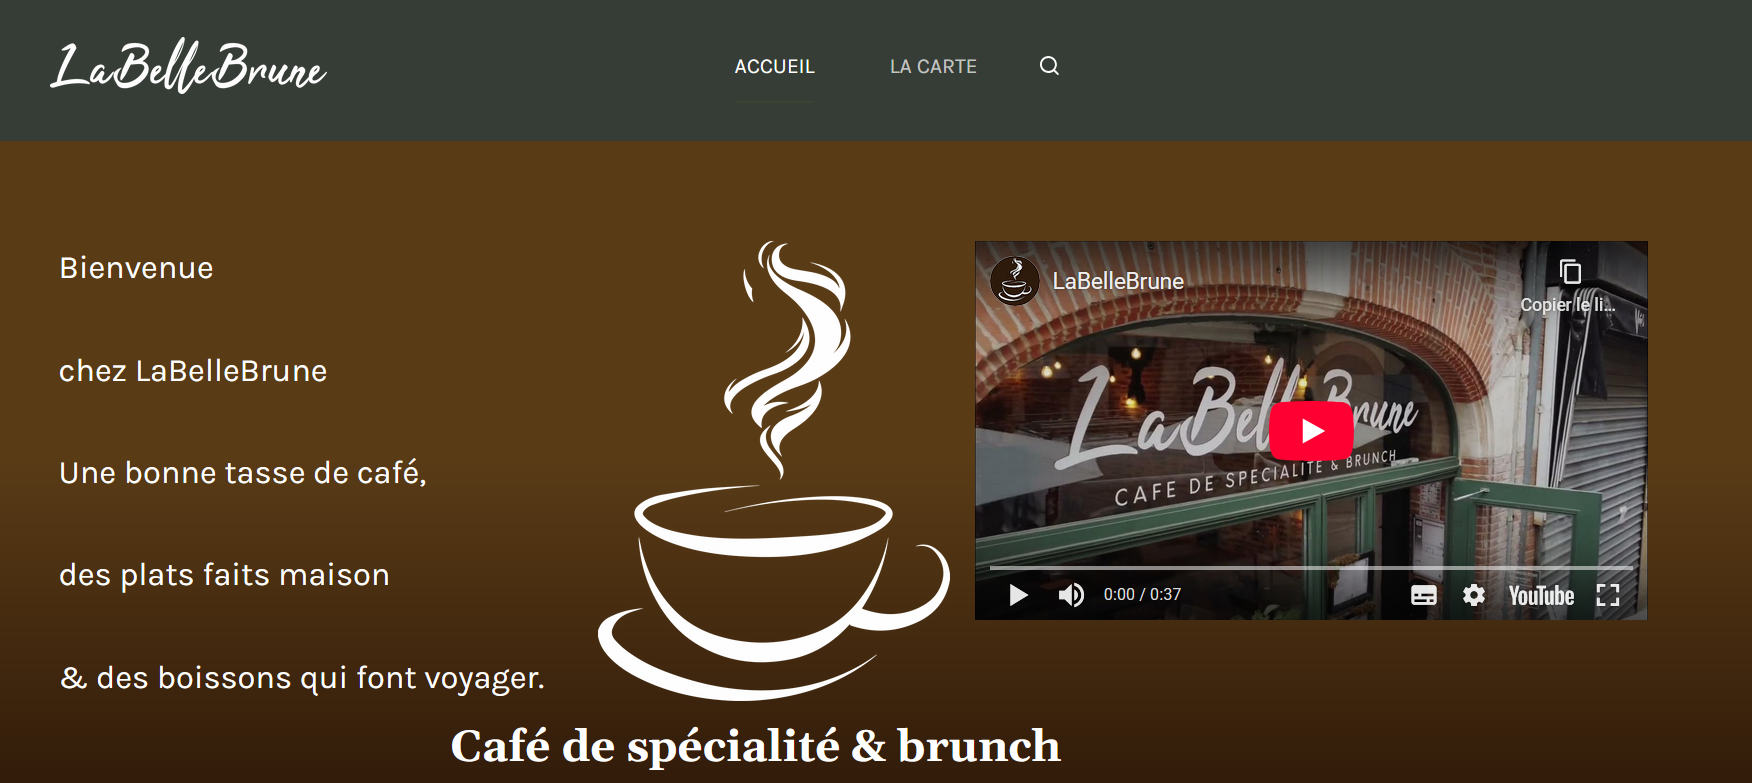 LaBelleBrune
ACCUEIL
LA CARTE
Bienvenue
chez LaBelleBrune
Une bonne tasse de café,
des plats faits maison
& des boissons qui font voyager.
LaBelleBrune
Copier le li...
LaBelleBrune
CAFE DE SPECIALITE & BRUNCH
0:00 / 0:37
YouTube
Café de spécialité & brunch